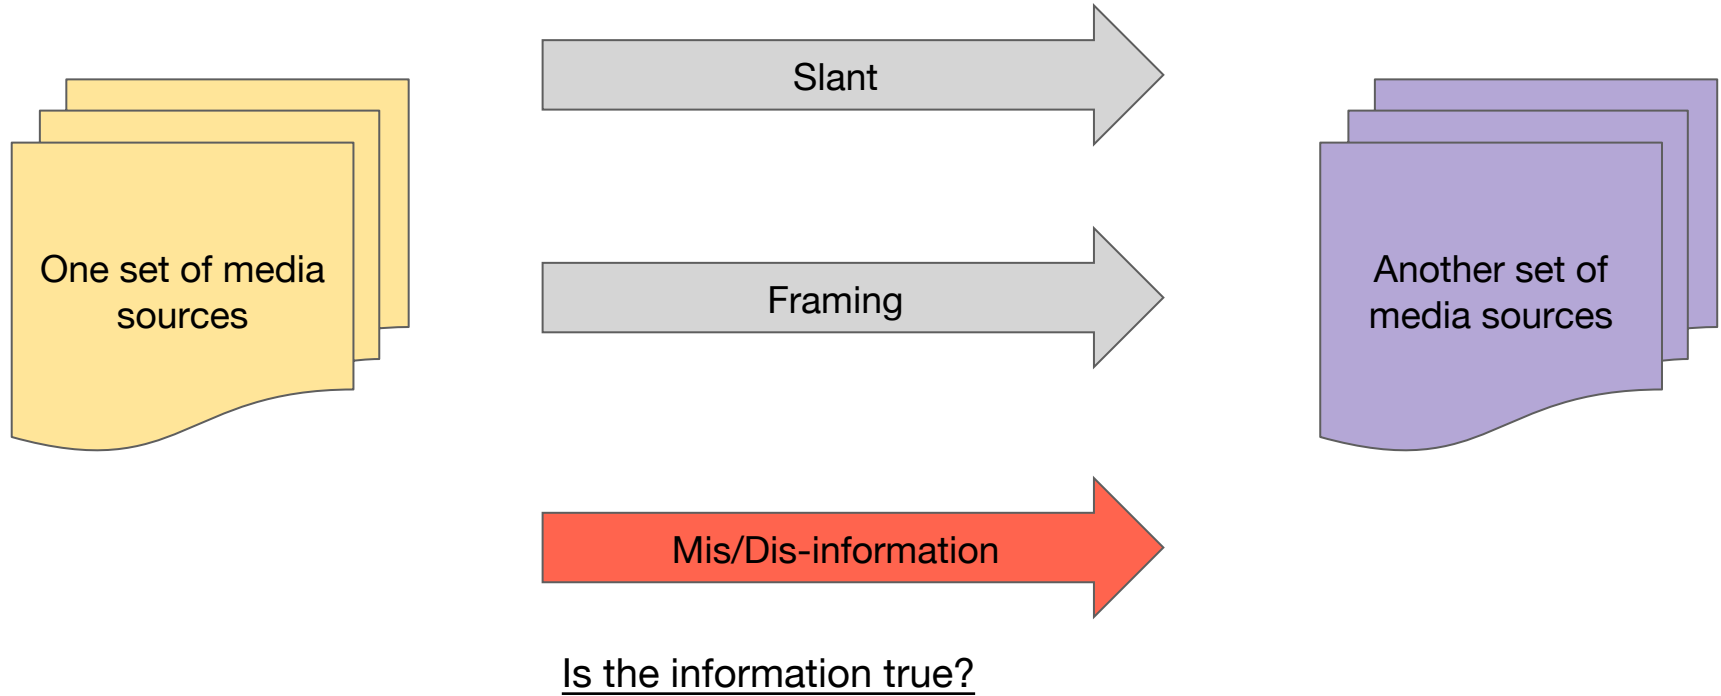 Slant
One set of media
sources
Framing
Another set of
media sources
Mis/Dis-information
Is the information true?